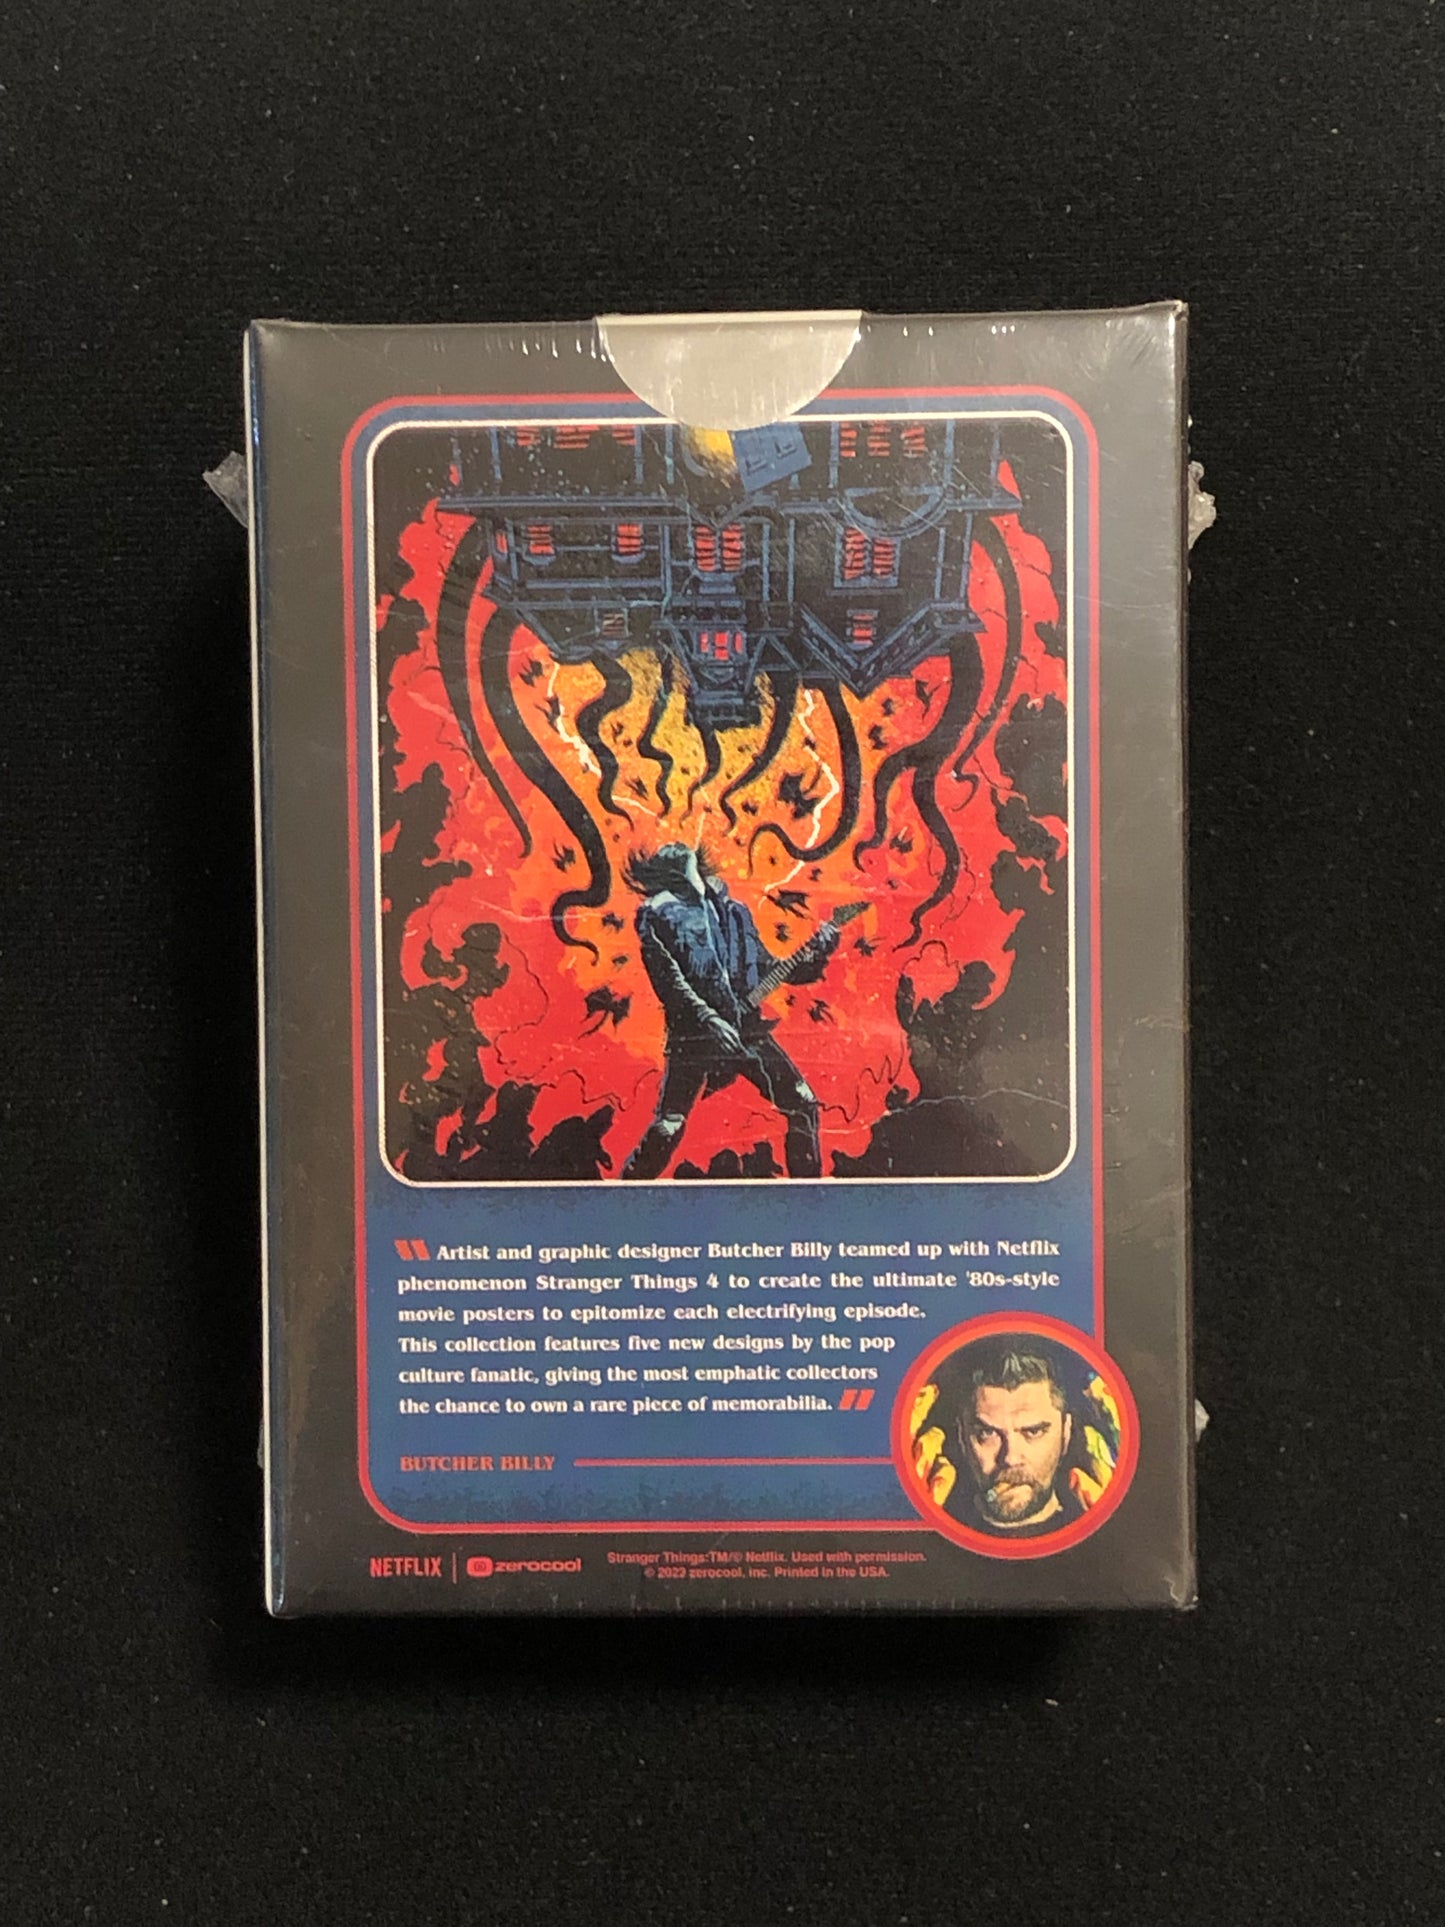 “ Artist and graphic designer Butcher Billy teamed up with Netflix
phenomenon Stranger Things 4 to create the ultimate '80s-style
movie posters to epitomize each electrifying episode.
This collection features five new designs by the pop
culture fanatic, giving the most emphatic collectors
the chance to own a rare piece of memorabilia. ”
BUTCHER BILLY
NETFLIX | zerocool
Stranger Things:TM/© Netflix. Used with permission.
© 2022 zerocool, inc. Printed in the USA.